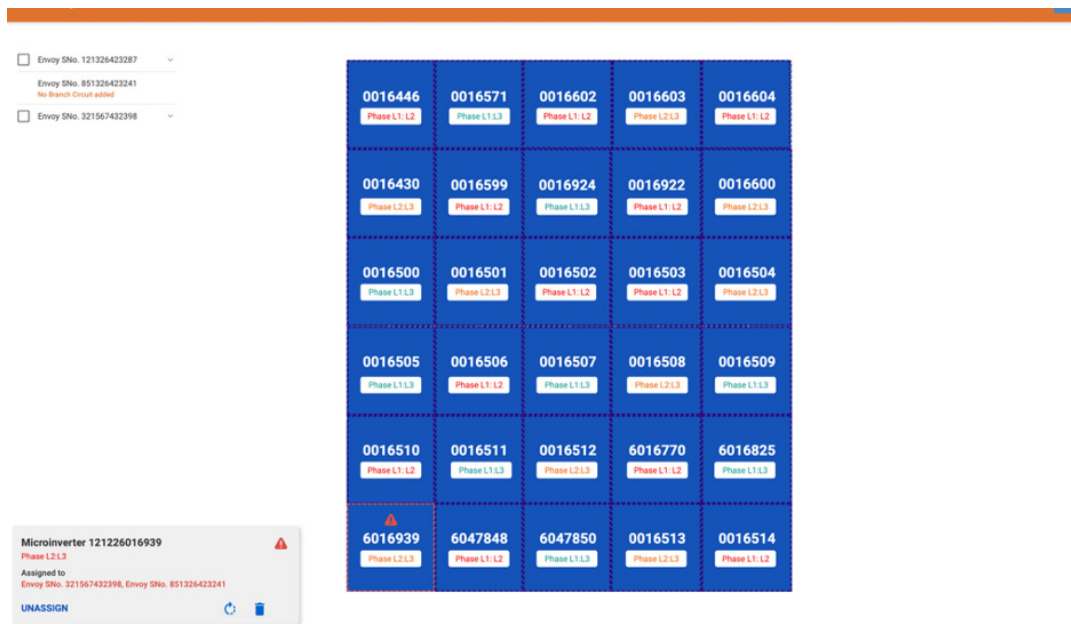 Envoy SNo. 121326423287
Envoy SNo. 851326423241
No Branch Circuit added
Envoy SNo. 321567432398
0016446 0016571 0016602 0016603 0016604
Phase L1: L2 Phase L1:L3 Phase L1: L2 Phase L2:L3 Phase L1: L2
0016430 0016599 0016924 0016922 0016600
Phase L2:L3 Phase L1: L2 Phase L1:L3 Phase L1: L2 Phase L2:L3
0016500 0016501 0016502 0016503 0016504
Phase L1:L3 Phase L2:L3 Phase L1: L2 Phase L1: L2 Phase L2:L3
0016505 0016506 0016507 0016508 0016509
Phase L1:L3 Phase L1: L2 Phase L1:L3 Phase L2:L3 Phase L1:L3
0016510 0016511 0016512 6016770 6016825
Phase L1: L2 Phase L1:L3 Phase L2:L3 Phase L1: L2 Phase L1:L3
6016939 6047848 6047850 0016513 0016514
Phase L2:L3 Phase L1: L2 Phase L1:L3 Phase L2:L3 Phase L1: L2
Microinverter 121226016939
Phase L2:L3
Assigned to
Envoy SNo. 321567432398, Envoy SNo. 851326423241
UNASSIGN